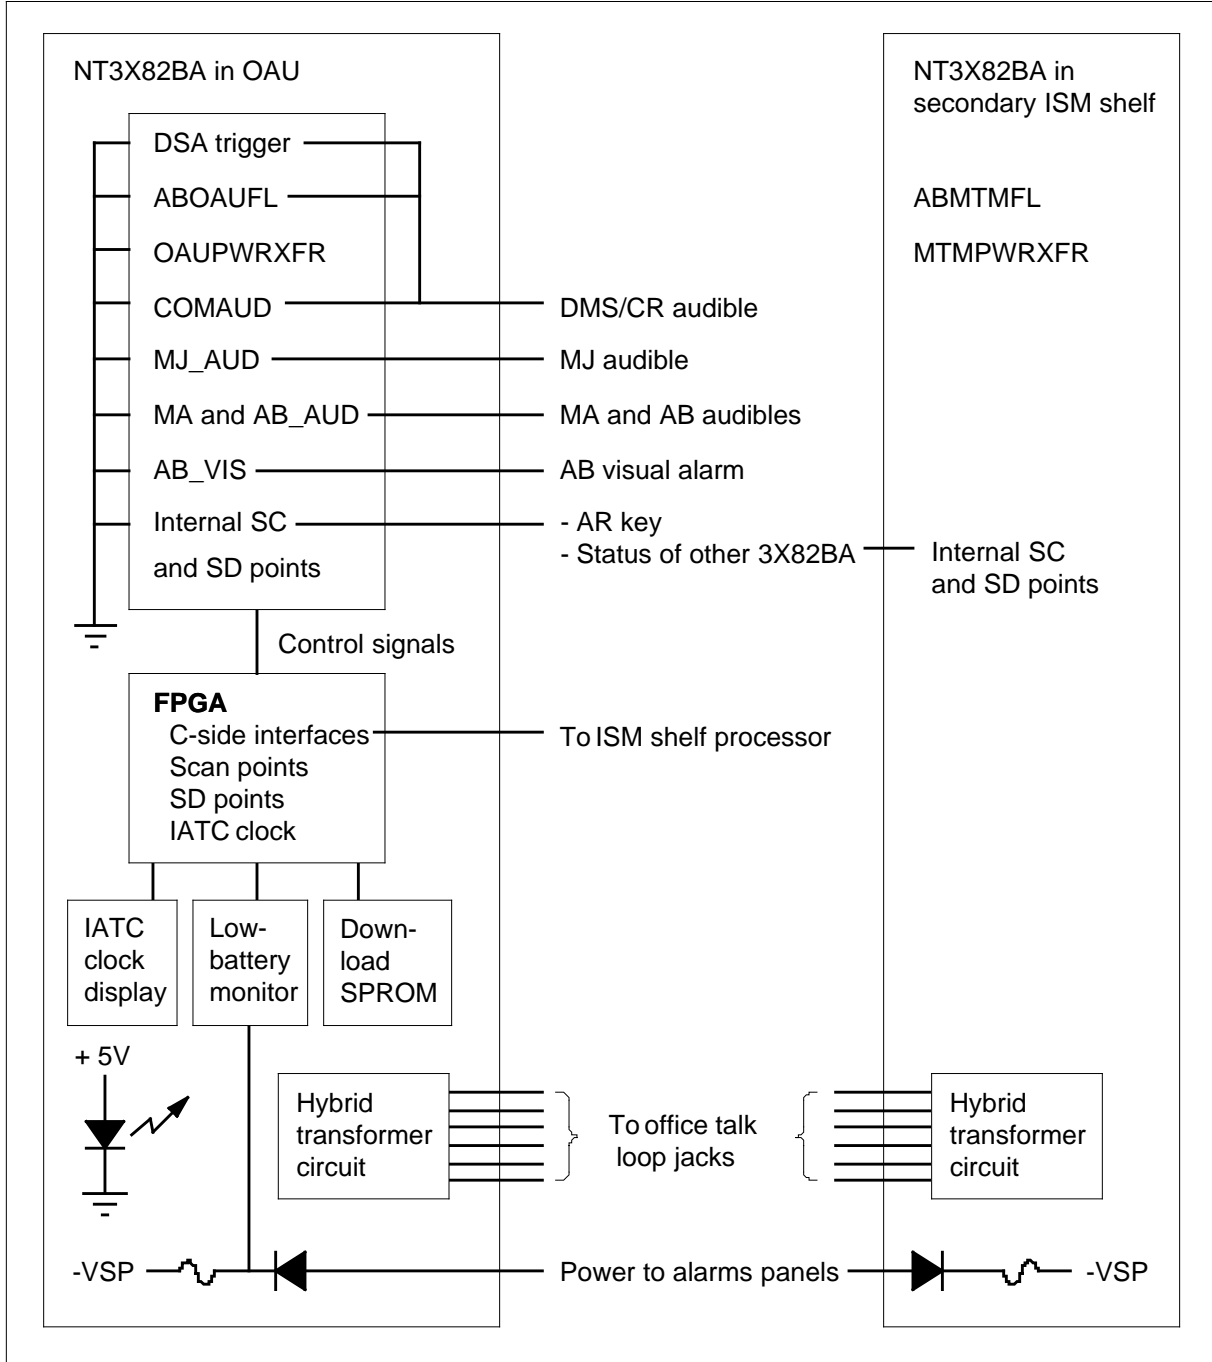 NT3X82BA in OAU
DSA trigger
ABOAUFL
OAUPWRXFR
COMAUD
MJ_AUD
MA and AB_AUD
AB_VIS
Internal SC
and SD points
DMS/CR audible
MJ audible
MA and AB audibles
AB visual alarm
- AR key
- Status of other 3X82BA
NT3X82BA in
secondary ISM shelf
ABMTMFL
MTMPWRXFR
Internal SC
and SD points
Control signals
FPGA
C-side interfaces
Scan points
SD points
IATC clock
To ISM shelf processor
IATC
clock
display
Low-
battery
monitor
Down-
load
SPROM
+ 5V
Hybrid
transformer
circuit
To office talk
loop jacks
Hybrid
transformer
circuit
-VSP
Power to alarms panels
-VSP